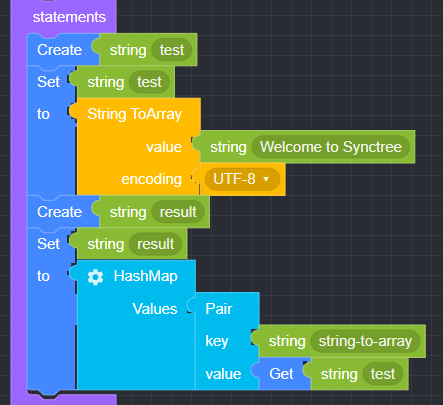 statements
Create string test
Set string test
to String ToArray
value string Welcome to Synctree
encoding UTF-8
Create string result
Set string result
to HashMap
Values Pair
key string string-to-array
value Get string test